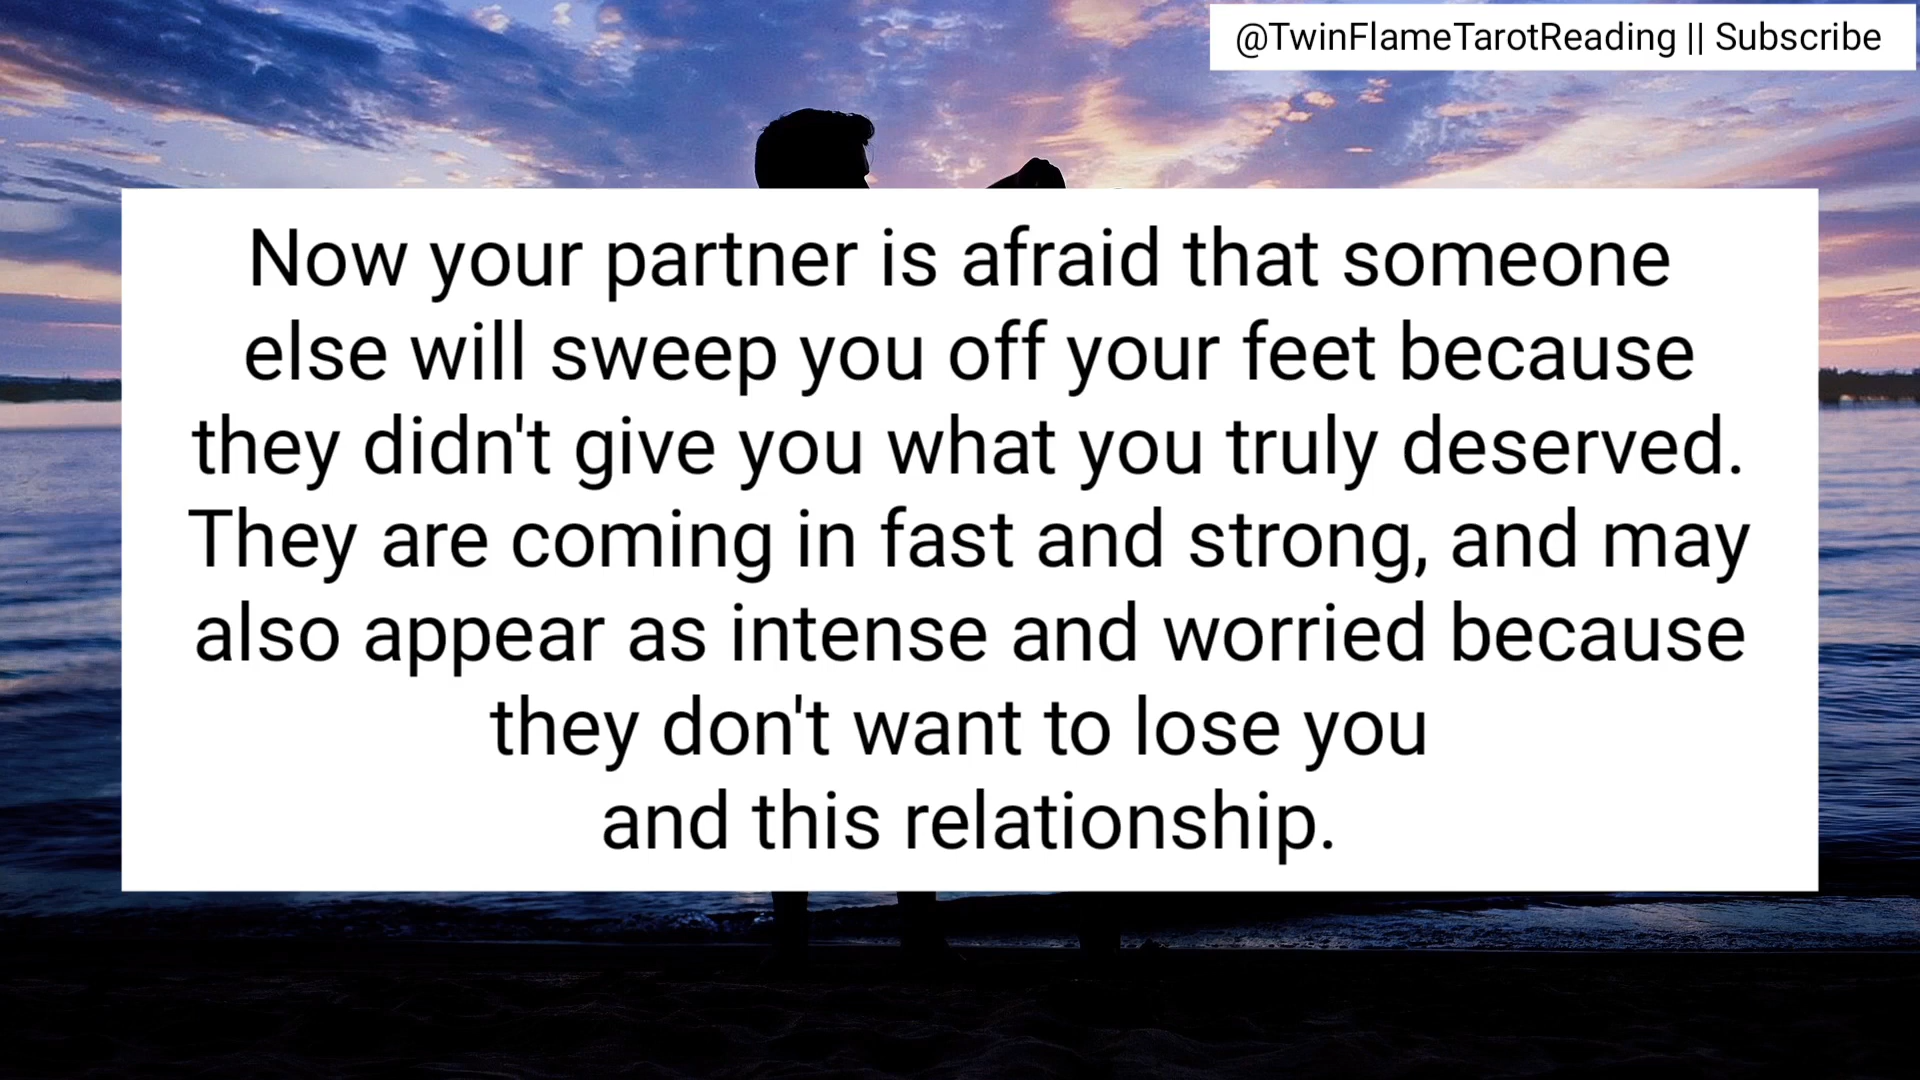 @TwinFlameTarotReading || Subscribe
Now your partner is afraid that someone
else will sweep you off your feet because
they didn't give you what you truly deserved.
They are coming in fast and strong, and may
also appear as intense and worried because
they don't want to lose you
and this relationship.